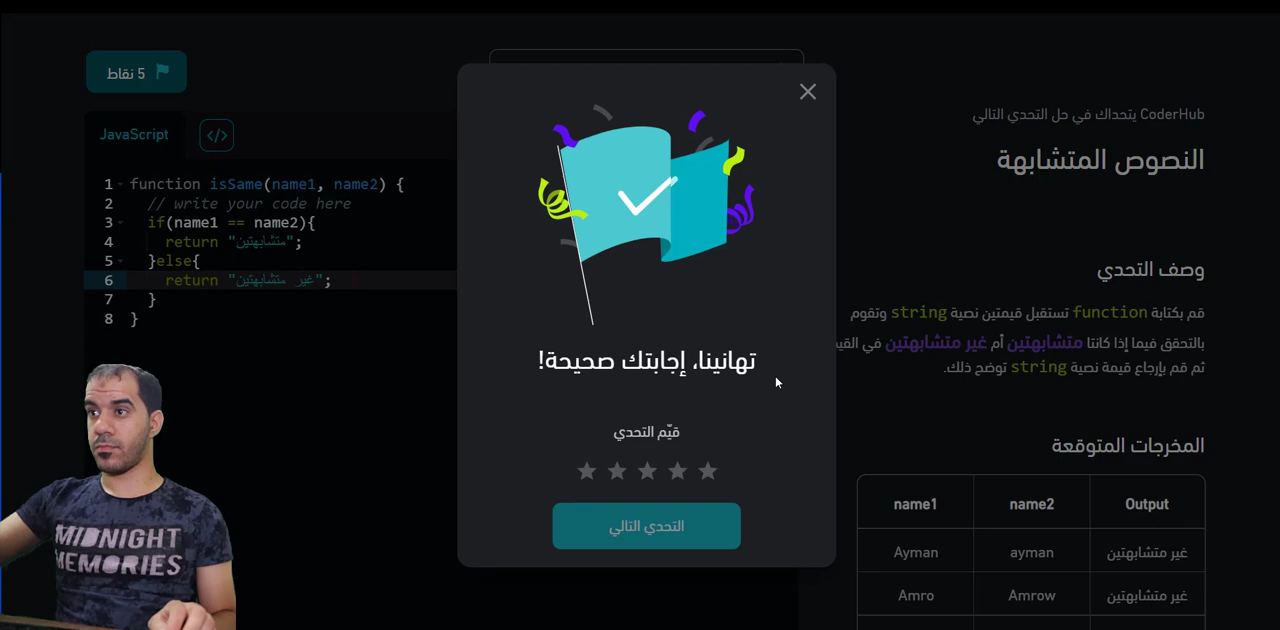 5 نقاط
JavaScript
</>
1 function isSame(name1, name2) {
2 // write your code here
3 if(name1 == name2){
4 return "متشابهتين";
5 }else{
6 return "غير متشابهتين";
7 }
8 }
تهانينا، إجابتك صحيحة!
قيّم التحدي
التحدي التالي
CoderHub يتحداك في حل التحدي التالي
النصوص المتشابهة
وصف التحدي
قم بكتابة function تستقبل قيمتين نصية string وتقوم
بالتحقق فيما إذا كانتا متشابهتين أم غير متشابهتين في
ثم قم بإرجاع قيمة نصية string توضح ذلك.
المخرجات المتوقعة
name1 name2 Output
Ayman ayman غير متشابهتين
Amro Amrow غير متشابهتين
MIDNIGHT
MEMORIES